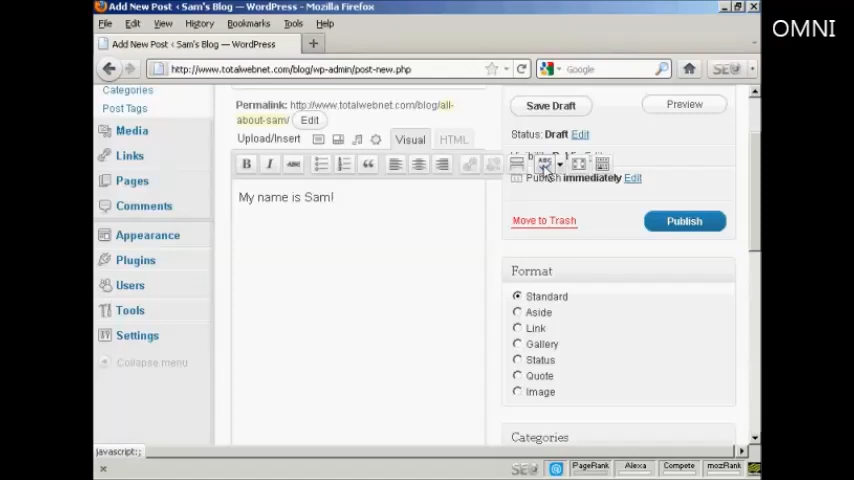 Add New Post ‹ Sam's Blog — WordPress - Mozilla Firefox
OMNI
File Edit View History Bookmarks Tools Help
Add New Post ‹ Sam's Blog — WordPress
http://www.totalwebnet.com/blog/wp-admin/post-new.php
Google
SEO
Categories
Post Tags
Media
Links
Pages
Comments
Appearance
Plugins
Users
Tools
Settings
Collapse menu
Permalink: http://www.totalwebnet.com/blog/all-
about-sam/ Edit
Upload/Insert Visual HTML
B I ABC ABC
My name is Sam!
Save Draft Preview
Status: Draft Edit
Publish immediately Edit
Move to Trash Publish
Format
Standard
Aside
Link
Gallery
Status
Quote
Image
Categories
javascript:;
SEO PageRank Alexa Compete mozRank